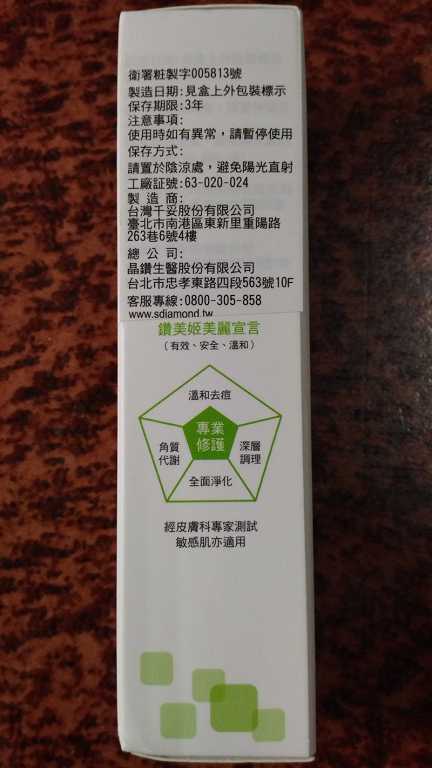 衛署粧製字005813號
製造日期:見盒上外包裝標示
保存期限:3年
注意事項:
使用時如有異常，請暫停使用
保存方式:
請置於陰涼處，避免陽光直射
工廠証號:63-020-024
製 造 商:
台灣千妥股份有限公司
臺北市南港區東新里重陽路
263巷6號4樓
總 公 司:
晶鑽生醫股份有限公司
台北市忠孝東路四段563號10F
客服專線:0800-305-858
www.sdiamond.tw
鑽美姬美麗宣言
（有效、安全、溫和）
溫和去痘
專業
修護
角質
代謝
深層
調理
全面淨化
經皮膚科專家測試
敏感肌亦適用